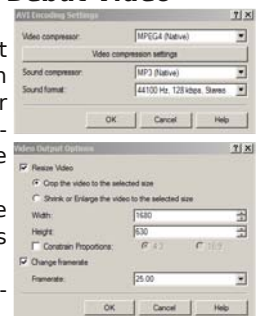 Debut Video
AVI Encoding Settings
Video compressor: MPEG4 (Native)
Video compression settings
Sound compressor: MP3 (Native)
Sound format: 44100 Hz, 128 kbps, Stereo
OK Cancel Help
Video Output Options
Resize Video
Crop the video to the selected size
Shrink or Enlarge the video to the selected size
Width: 1680
Height: 630
Constrain Proportions: 4:3 16:9
Change framerate
Framerate: 25.00
OK Cancel Help